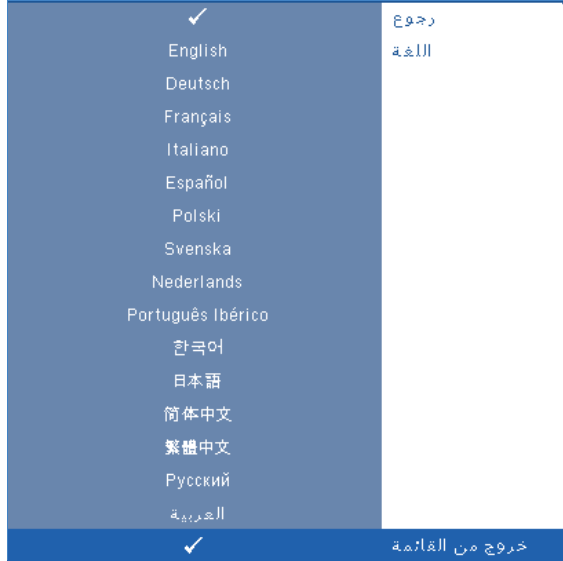 ✓ رجوع
English اللغة
Deutsch
Français
Italiano
Español
Polski
Svenska
Nederlands
Português Ibérico
한국어
日本語
简体中文
繁體中文
Русский
العربية
✓ خروج من القائمة